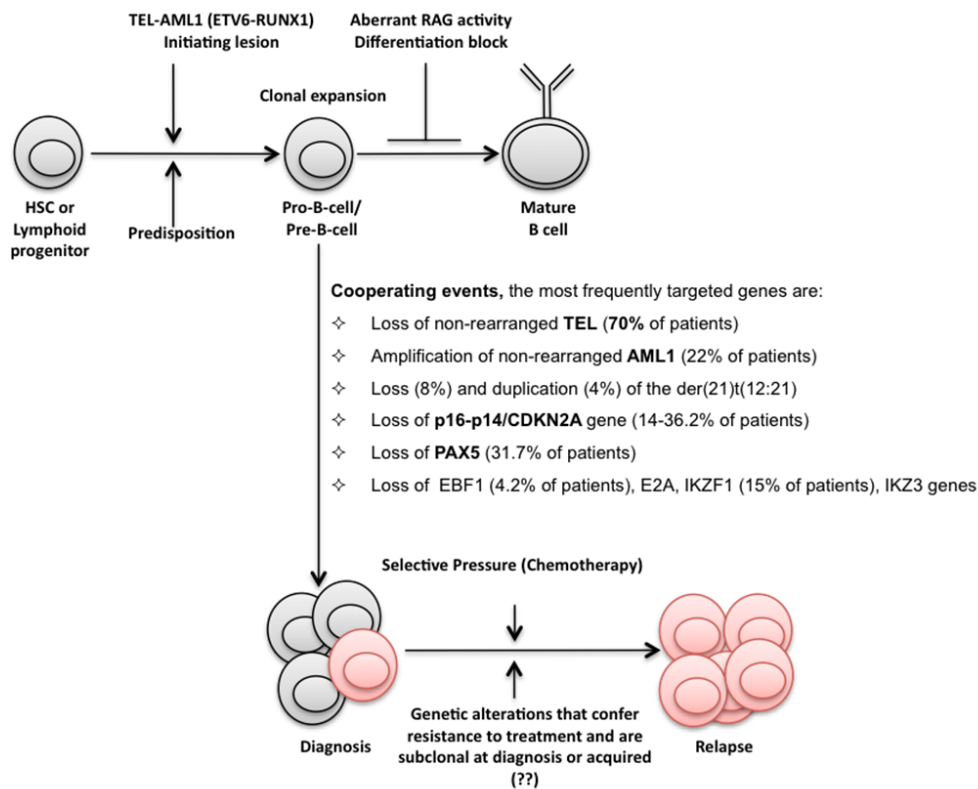 TEL-AML1 (ETV6-RUNX1)
Initiating lesion
Aberrant RAG activity
Differentiation block
Clonal expansion
HSC or
Lymphoid
progenitor
Predisposition
Pro-B-cell/
Pre-B-cell
Mature
B cell
Cooperating events, the most frequently targeted genes are:
✧ Loss of non-rearranged TEL (70% of patients)
✧ Amplification of non-rearranged AML1 (22% of patients)
✧ Loss (8%) and duplication (4%) of the der(21)t(12:21)
✧ Loss of p16-p14/CDKN2A gene (14-36.2% of patients)
✧ Loss of PAX5 (31.7% of patients)
✧ Loss of EBF1 (4.2% of patients), E2A, IKZF1 (15% of patients), IKZ3 genes
Selective Pressure (Chemotherapy)
Genetic alterations that confer
resistance to treatment and are
subclonal at diagnosis or acquired
(??)
Diagnosis
Relapse